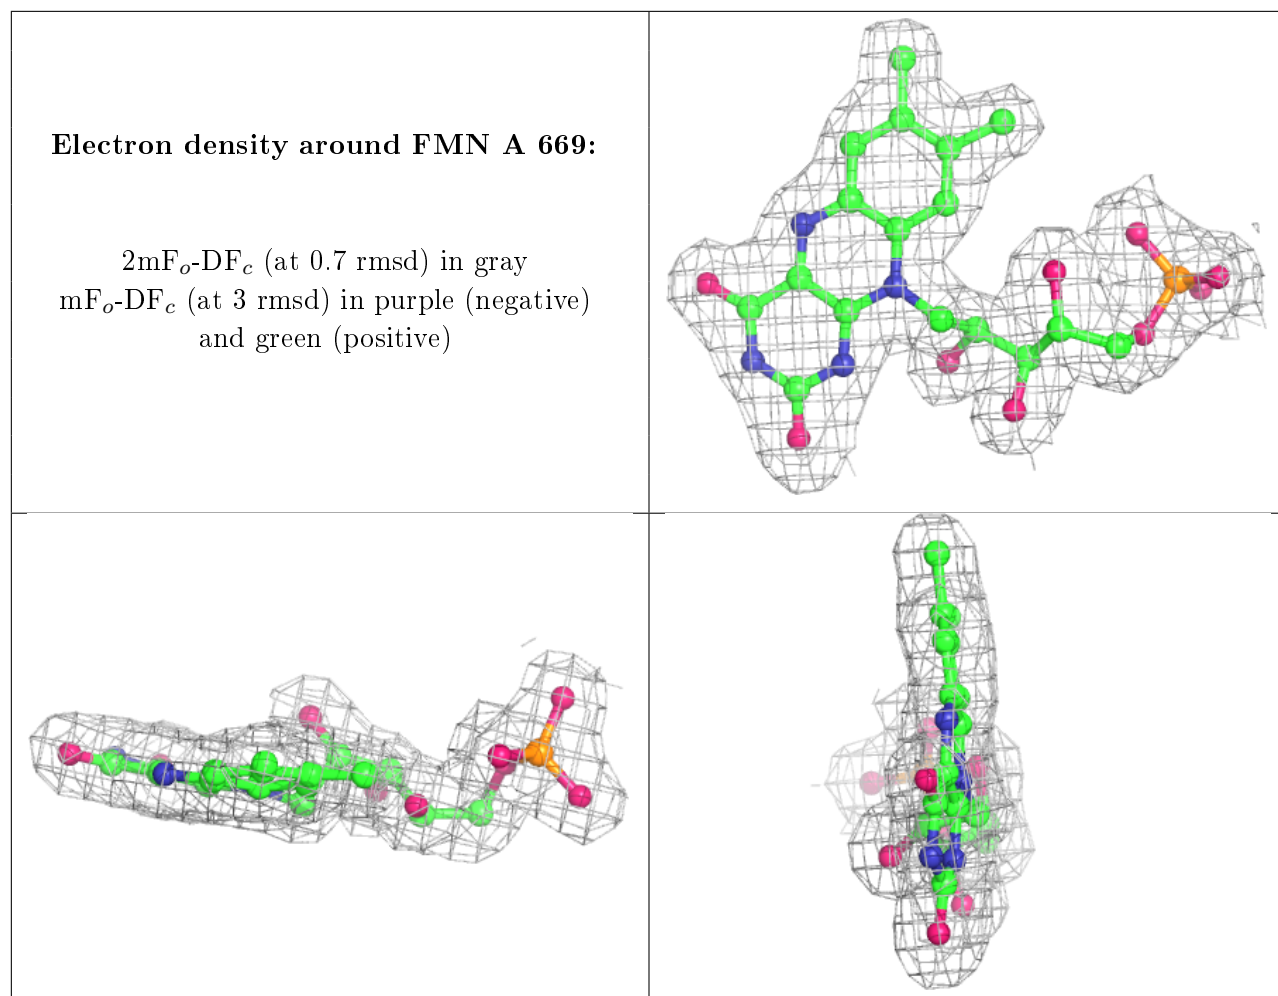 Electron density around FMN A 669:
2mFₒ-DF𝒸 (at 0.7 rmsd) in gray
mFₒ-DF𝒸 (at 3 rmsd) in purple (negative)
and green (positive)